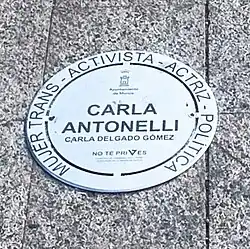 MUJER TRANS - ACTIVISTA - ACTRIZ - POLÍTICA
Ayuntamiento
de Murcia
CARLA
ANTONELLI
CARLA DELGADO GÓMEZ
NO TE PRIVES